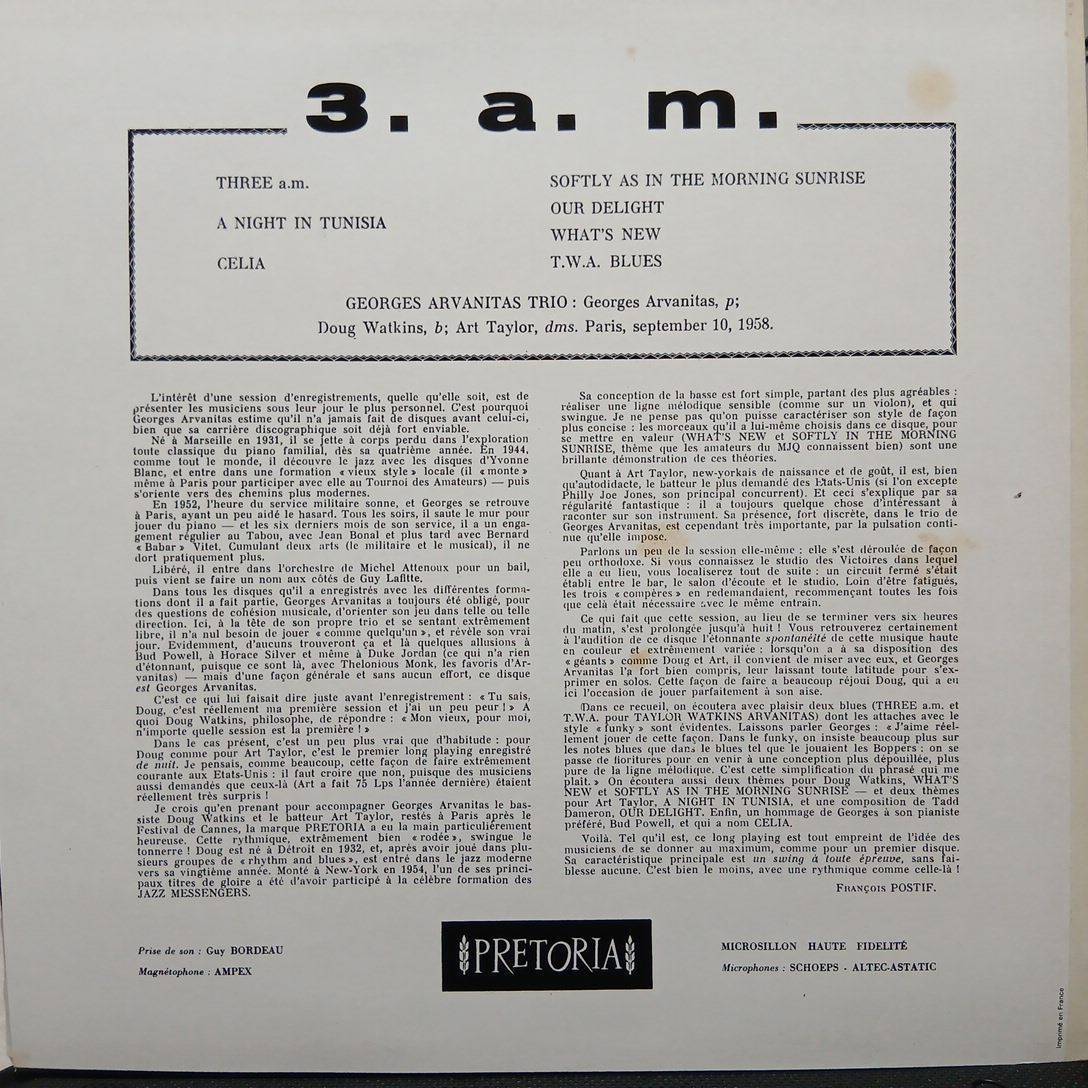 3. a. m.
THREE a.m.
A NIGHT IN TUNISIA
CELIA
SOFTLY AS IN THE MORNING SUNRISE
OUR DELIGHT
WHAT'S NEW
T.W.A. BLUES
GEORGES ARVANITAS TRIO : Georges Arvanitas, p;
Doug Watkins, b; Art Taylor, dms. Paris, september 10, 1958.
L'intérêt d'une session d'enregistrements, quelle qu'elle soit, est de
présenter les musiciens sous leur jour le plus personnel. C'est pourquoi
Georges Arvanitas estime qu'il n'a jamais fait de disques avant celui-ci,
bien que sa carrière discographique soit déjà fort enviable.
Né à Marseille en 1931, il se jette à corps perdu dans l'exploration
toute classique du piano familial, dès sa quatrième année. En 1944,
comme tout le monde, il découvre le jazz avec les disques d'Yvonne
Blanc, et entre dans une formation « vieux style » locale (il « monte »
même à Paris pour participer avec elle au Tournoi des Amateurs) — puis
s'oriente vers des chemins plus modernes.
En 1952, l'heure du service militaire sonne, et Georges se retrouve
à Paris, ayant un peu aidé le hasard. Tous les soirs, il saute le mur pour
jouer du piano — et les six derniers mois de son service, il a un enga-
gement régulier au Tabou, avec Jean Bonal et plus tard avec Bernard
« Babar » Vitet. Cumulant deux arts (le militaire et le musical), il ne
dort pratiquement plus.
Libéré, il entre dans l'orchestre de Michel Attenoux pour un bail,
puis vient se faire un nom aux côtés de Guy Lafitte.
Dans tous les disques qu'il a enregistrés avec les différentes forma-
tions dont il a fait partie, Georges Arvanitas a toujours été obligé, pour
des questions de cohésion musicale, d'orienter son jeu dans telle ou telle
direction. Ici, à la tête de son propre trio et se sentant extrêmement
libre, il n'a nul besoin de jouer « comme quelqu'un », et révèle son vrai
jour. Evidemment, d'aucuns trouveront ça et là quelques allusions à
Bud Powell, à Horace Silver et même à Duke Jordan (ce qui n'a rien
d'étonnant, puisque ce sont là, avec Thelonious Monk, les favoris d'Ar-
vanitas) — mais d'une façon générale et sans aucun effort, ce disque
est Georges Arvanitas.
C'est ce qui lui faisait dire juste avant l'enregistrement : « Tu sais,
Doug, c'est réellement ma première session et j'ai un peu peur ! » A
quoi Doug Watkins, philosophe, de répondre : « Mon vieux, pour moi,
n'importe quelle session est la première ! »
Dans le cas présent, c'est un peu plus vrai que d'habitude : pour
Doug comme pour Art Taylor, c'est le premier long playing enregistré
de nuit. Je pensais, comme beaucoup, cette façon de faire extrêmement
courante aux Etats-Unis : il faut croire que non, puisque des musiciens
aussi demandés que ceux-là (Art a fait 75 Lps l'année dernière) étaient
réellement très surpris !
Je crois qu'en prenant pour accompagner Georges Arvanitas le bas-
siste Doug Watkins et le batteur Art Taylor, restés à Paris après le
Festival de Cannes, la marque PRETORIA a eu la main particulièrement
heureuse. Cette rythmique, extrêmement bien « rodée », swingue le
tonnerre ! Doug est né à Détroit en 1932, et, après avoir joué dans plu-
sieurs groupes de « rhythm and blues », est entré dans le jazz moderne
vers sa vingtième année. Monté à New-York en 1954, l'un de ses princi-
paux titres de gloire a été d'avoir participé à la célèbre formation des
JAZZ MESSENGERS.
Sa conception de la basse est fort simple, partant des plus agréables :
réaliser une ligne mélodique sensible (comme sur un violon), et qui
swingue. Je ne pense pas qu'on puisse caractériser son style de façon
plus concise : les morceaux qu'il a lui-même choisis dans ce disque, pour
se mettre en valeur (WHAT'S NEW et SOFTLY AS IN THE MORNING
SUNRISE, thème que les amateurs du MJQ connaissent bien) sont une
brillante démonstration de ces théories.
Quant à Art Taylor, new-yorkais de naissance et de goût, il est, bien
qu'autodidacte, le batteur le plus demandé des Etats-Unis (si l'on excepte
Philly Joe Jones, son principal concurrent). Et ceci s'explique par sa
régularité fantastique : il a toujours quelque chose d'intéressant à
raconter sur son instrument. Sa présence, fort discrète, dans le trio de
Georges Arvanitas, est cependant très importante, par la pulsation conti-
nue qu'elle impose.
Parlons un peu de la session elle-même : elle s'est déroulée de façon
peu orthodoxe. Si vous connaissez le studio des Victoires dans lequel
elle a eu lieu, vous localiserez tout de suite : un circuit fermé s'était
établi entre le bar, le salon d'écoute et le studio. Loin d'être fatigués,
les trois « compères » en redemandaient, recommençant toutes les fois
que celà était nécessaire avec le même entrain.
Ce qui fait que cette session, au lieu de se terminer vers six heures
du matin, s'est prolongée jusqu'à huit ! Vous retrouverez certainement
à l'audition de ce disque l'étonnante spontanéité de cette musique haute
en couleur et extrêmement variée : lorsqu'on a à sa disposition des
« géants » comme Doug et Art, il convient de miser avec eux, et Georges
Arvanitas l'a fort bien compris, leur laissant toute latitude pour s'ex-
primer en solos. Cette façon de faire a beaucoup réjoui Doug, qui a eu
ici l'occasion de jouer parfaitement à son aise.
Dans ce recueil, on écoutera avec plaisir deux blues (THREE a.m. et
T.W.A. pour TAYLOR WATKINS ARVANITAS) dont les attaches avec le
style « funky » sont évidentes. Laissons parler Georges : « J'aime réel-
lement jouer de cette façon. Dans le funky, on insiste beaucoup plus sur
les notes blues que dans le blues tel que le jouaient les Boppers : on se
passe de fioritures pour en venir à une conception plus dépouillée, plus
pure de la ligne mélodique. C'est cette simplification du phrasé qui me
plaît. » On écoutera aussi deux thèmes pour Doug Watkins, WHAT'S
NEW et SOFTLY AS IN THE MORNING SUNRISE — et deux thèmes
pour Art Taylor, A NIGHT IN TUNISIA, et une composition de Tadd
Dameron, OUR DELIGHT. Enfin, un hommage de Georges à son pianiste
préféré, Bud Powell, et qui a nom CELIA.
Voilà. Tel qu'il est, ce long playing est tout empreint de l'idée des
musiciens de se donner au maximum, comme pour un premier disque.
Sa caractéristique principale est un swing à toute épreuve, sans fai-
blesse aucune. C'est bien le moins, avec une rythmique comme celle-là !
François POSTIF.
Prise de son : Guy BORDEAU
Magnétophone : AMPEX
PRETORIA
MICROSILLON HAUTE FIDELITÉ
Microphones : SCHOEPS - ALTEC-ASTATIC
Imprimé en France